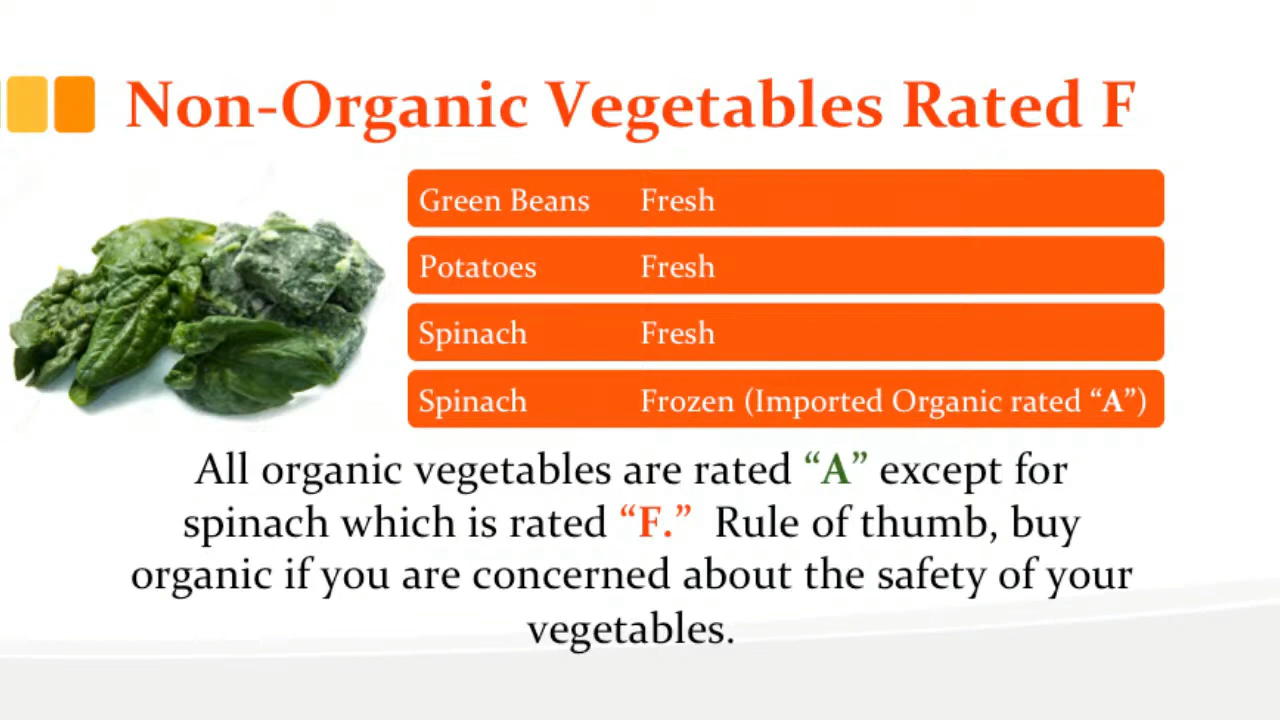 Non-Organic Vegetables Rated F
Green Beans Fresh
Potatoes Fresh
Spinach Fresh
Spinach Frozen (Imported Organic rated “A”)
All organic vegetables are rated “A” except for
spinach which is rated “F.” Rule of thumb, buy
organic if you are concerned about the safety of your
vegetables.